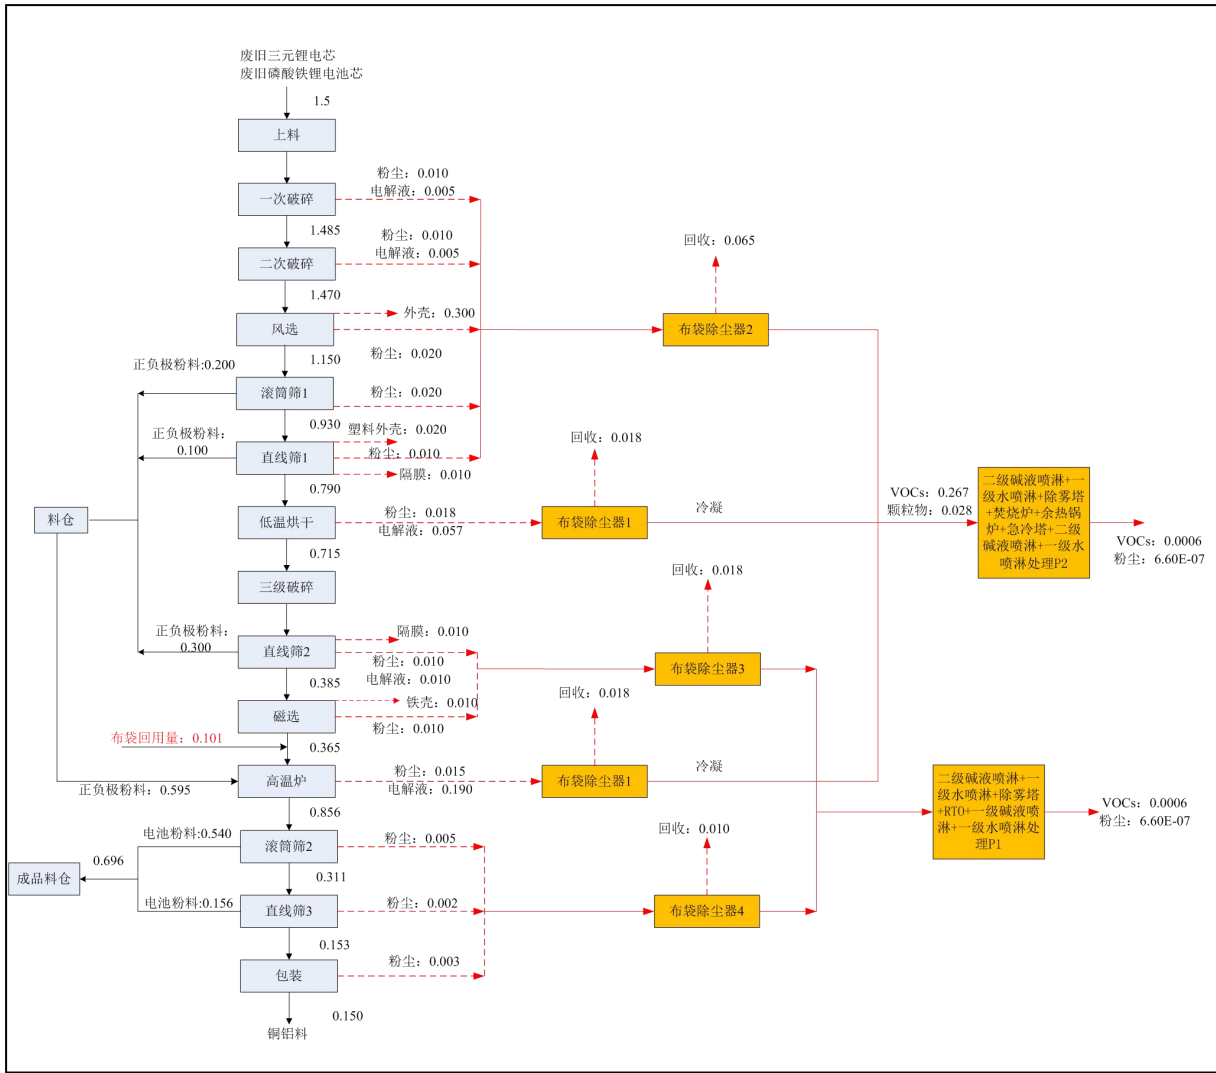 废旧三元锂电芯
废旧磷酸铁锂电池芯
1.5
上料
粉尘：0.010
电解液：0.005
一次破碎
1.485
粉尘：0.010
电解液：0.005
二次破碎
回收：0.065
1.470
外壳：0.300
风选
布袋除尘器2
粉尘：0.020
1.150
正负极粉料:0.200
滚筒筛1
粉尘：0.020
0.930
塑料外壳：0.020
正负极粉料：
0.100
直线筛1
粉尘：0.010
隔膜：0.010
回收：0.018
0.790
料仓
低温烘干
粉尘：0.018
电解液：0.057
布袋除尘器1
冷凝
VOCs：0.267
颗粒物：0.028
二级碱液喷淋+一
级水喷淋+除雾塔
+焚烧炉+余热锅
炉+急冷塔+二级
碱液喷淋+一级水
喷淋处理P2
VOCs：0.0006
粉尘：6.60E-07
0.715
三级破碎
回收：0.018
正负极粉料：
0.300
直线筛2
隔膜：0.010
粉尘：0.010
电解液：0.010
布袋除尘器3
0.385
磁选
铁壳：0.010
粉尘：0.010
回收：0.018
布袋回用量：0.101
0.365
正负极粉料：0.595
高温炉
粉尘：0.015
电解液：0.190
布袋除尘器1
冷凝
0.856
二级碱液喷淋+一
级水喷淋+除雾塔
+RTO+一级碱液喷
淋+一级水喷淋处
理P1
VOCs：0.0006
粉尘：6.60E-07
电池粉料:0.540
滚筒筛2
粉尘：0.005
回收：0.010
0.696
成品料仓
0.311
电池粉料:0.156
直线筛3
粉尘：0.002
布袋除尘器4
0.153
包装
粉尘：0.003
0.150
铜铝料